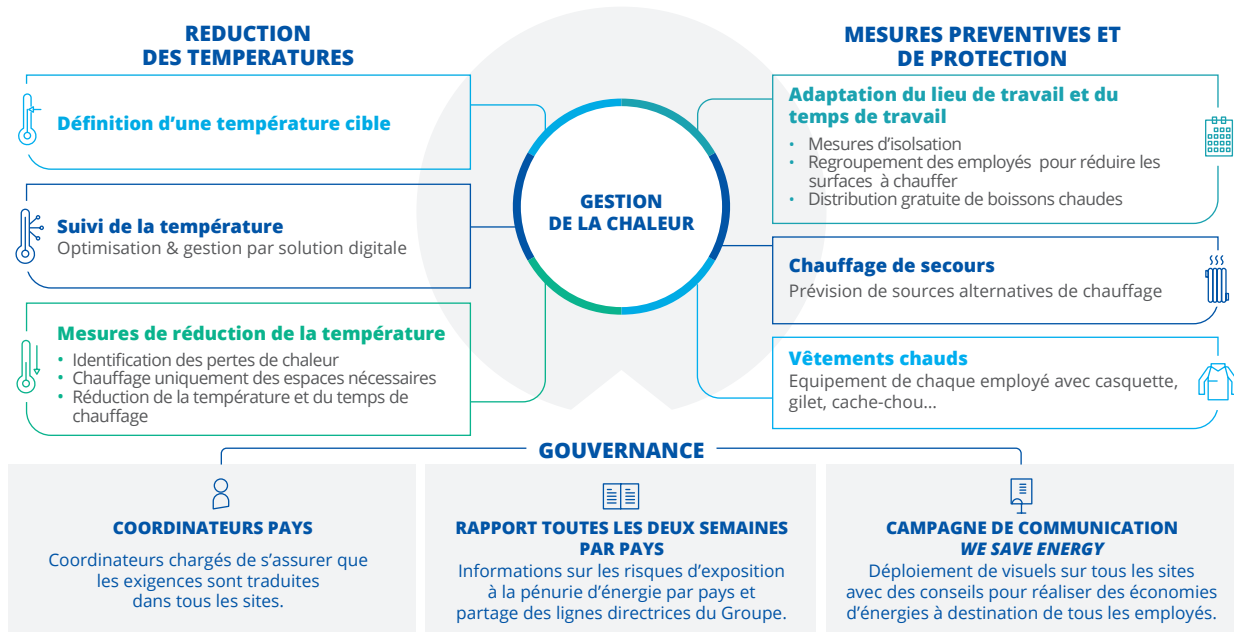 REDUCTION
DES TEMPERATURES
Définition d'une température cible
Suivi de la température
Optimisation & gestion par solution digitale
Mesures de réduction de la température
• Identification des pertes de chaleur
• Chauffage uniquement des espaces nécessaires
• Réduction de la température et du temps de
chauffage
GESTION
DE LA CHALEUR
MESURES PREVENTIVES ET
DE PROTECTION
Adaptation du lieu de travail et du
temps de travail
• Mesures d'isolsation
• Regroupement des employés pour réduire les
surfaces à chauffer
• Distribution gratuite de boissons chaudes
Chauffage de secours
Prévision de sources alternatives de chauffage
Vêtements chauds
Equipement de chaque employé avec casquette,
gilet, cache-chou...
GOUVERNANCE
COORDINATEURS PAYS
Coordinateurs chargés de s'assurer que
les exigences sont traduites
dans tous les sites.
RAPPORT TOUTES LES DEUX SEMAINES
PAR PAYS
Informations sur les risques d'exposition
à la pénurie d'énergie par pays et
partage des lignes directrices du Groupe.
CAMPAGNE DE COMMUNICATION
WE SAVE ENERGY
Déploiement de visuels sur tous les sites
avec des conseils pour réaliser des économies
d'énergies à destination de tous les employés.